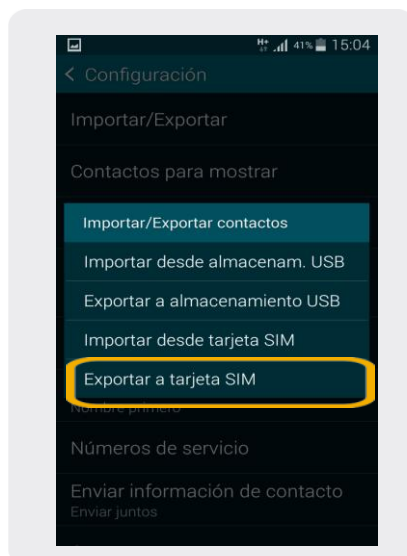 H+ 41% 15:04
< Configuración
Importar/Exportar
Contactos para mostrar
Importar/Exportar contactos
Importar desde almacenam. USB
Exportar a almacenamiento USB
Importar desde tarjeta SIM
Exportar a tarjeta SIM
Nombre primero
Números de servicio
Enviar información de contacto
Enviar juntos